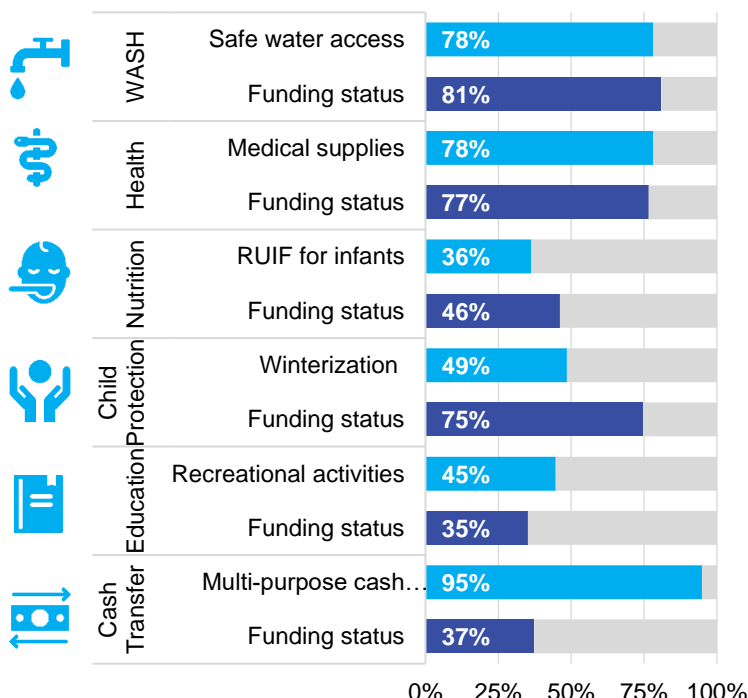 WASH
Safe water access 78%
Funding status 81%
Health
Medical supplies 78%
Funding status 77%
Nutrition
RUIF for infants 36%
Funding status 46%
Child
Protection
Winterization 49%
Funding status 75%
Education
Recreational activities 45%
Funding status 35%
Cash
Transfer
Multi-purpose cash… 95%
Funding status 37%
0% 25% 50% 75% 100%